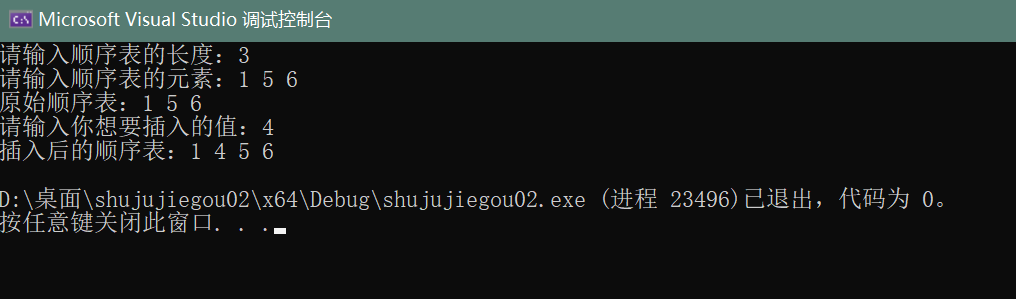 Microsoft Visual Studio 调试控制台
请输入顺序表的长度：3
请输入顺序表的元素：1 5 6
原始顺序表：1 5 6
请输入你想要插入的值：4
插入后的顺序表：1 4 5 6
D:\桌面\shujujiegou02\x64\Debug\shujujiegou02.exe (进程 23496)已退出，代码为 0。
按任意键关闭此窗口. . .